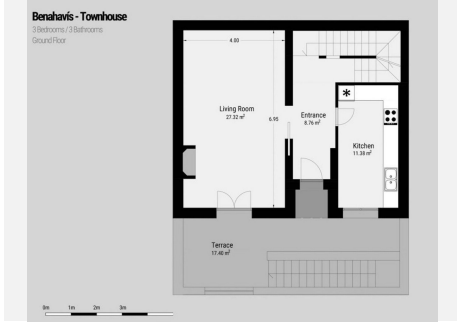 Benahavís - Townhouse
3 Bedrooms / 3 Bathrooms
Ground Floor
4.00
Living Room
27.32 m²
6.95
Entrance
8.76 m²
Kitchen
11.38 m²
Terrace
17.40 m²
0m 1m 2m 3m